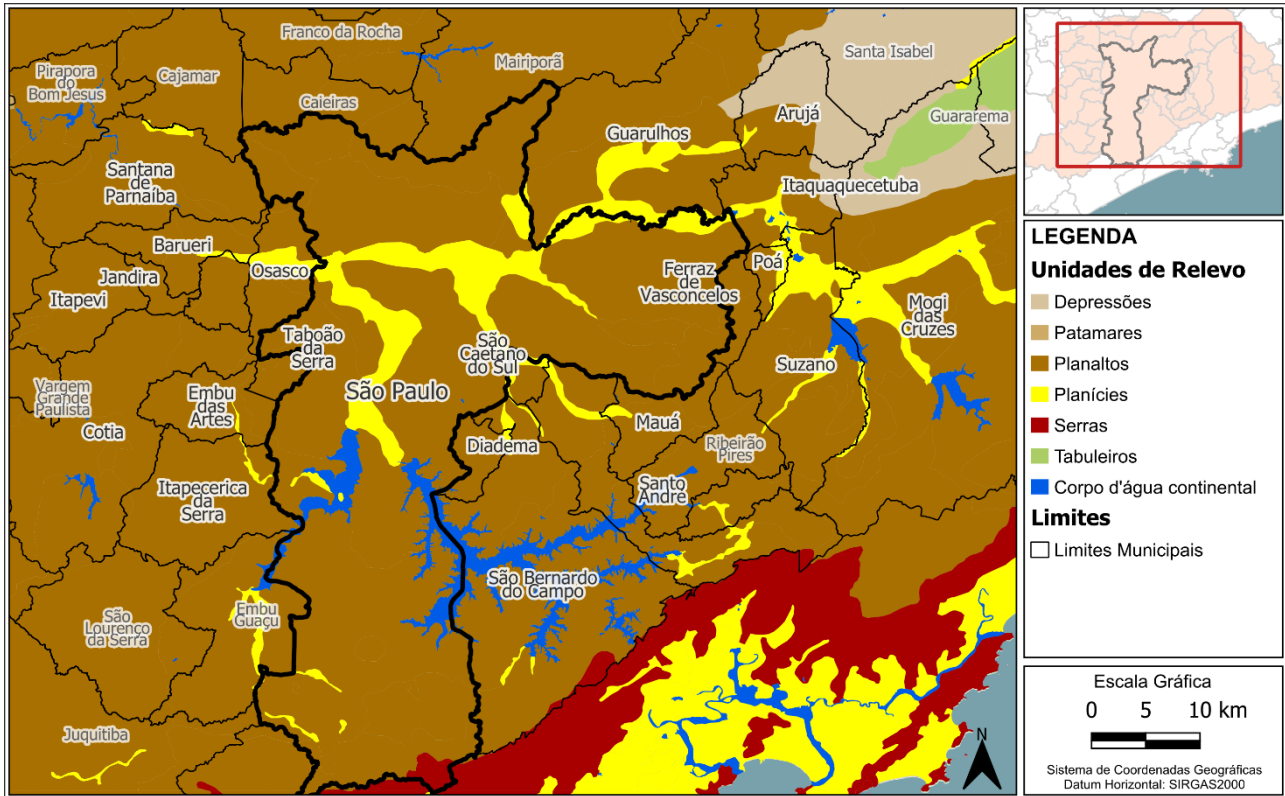 Franco da Rocha
Mairiporã
Santa Isabel
Pirapora
do
Bom Jesus
Cajamar
Caieiras
Guarulhos
Arujá
Guararema
Santana
de
Parnaíba
Itaquaquecetuba
Barueri
Osasco
Jandira
Itapevi
Ferraz
de
Vasconcelos
Poá
Mogi
das
Cruzes
Taboão
da
Serra
São
Caetano
do Sul
Suzano
São Paulo
Vargem
Grande
Paulista
Cotia
Embu
das
Artes
Diadema
Mauá
Ribeirão
Pires
Itapecerica
da
Serra
Santo
André
São Bernardo
do Campo
São
Lourenço
da Serra
Embu
Guaçu
Juquitiba
N
LEGENDA
Unidades de Relevo
Depressões
Patamares
Planaltos
Planícies
Serras
Tabuleiros
Corpo d'água continental
Limites
Limites Municipais
Escala Gráfica
0 5 10 km
Sistema de Coordenadas Geográficas
Datum Horizontal: SIRGAS2000